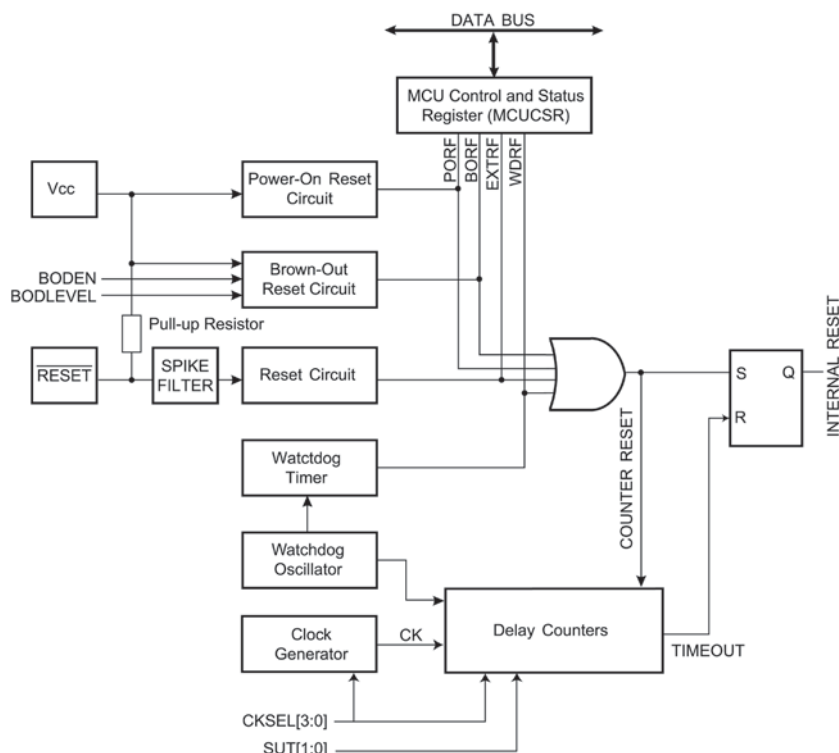 DATA BUS
MCU Control and Status
Register (MCUCSR)
PORF
BORF
EXTRF
WDRF
Vcc
Power-On Reset
Circuit
BODEN
BODLEVEL
Brown-Out
Reset Circuit
Pull-up Resistor
RESET
SPIKE
FILTER
Reset Circuit
S
Q
R
INTERNAL RESET
Watctdog
Timer
COUNTER RESET
Watchdog
Oscillator
Clock
Generator
CK
Delay Counters
TIMEOUT
CKSEL[3:0]
SUT[1:0]